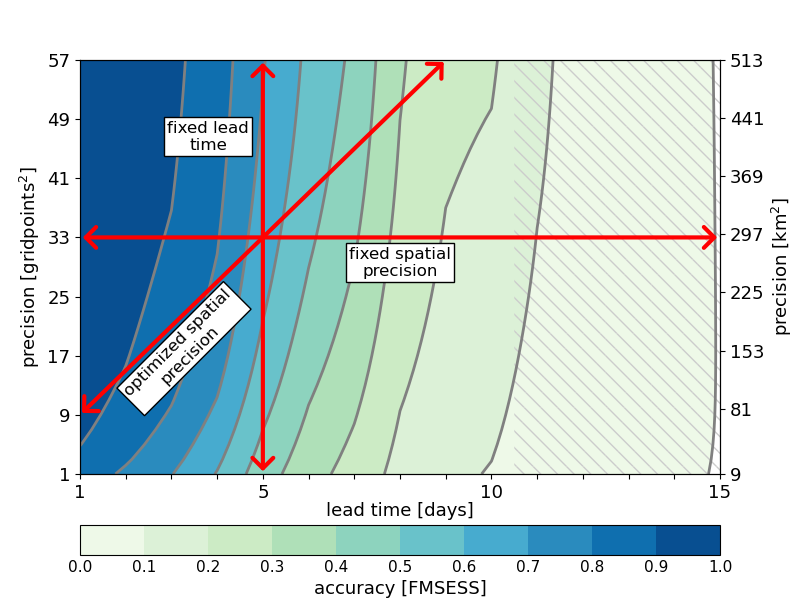 57
49
41
33
25
17
9
1
precision [gridpoints²]
513
441
369
297
225
153
81
9
precision [km²]
fixed lead
time
fixed spatial
precision
optimized spatial
precision
1 5 10 15
lead time [days]
0.0 0.1 0.2 0.3 0.4 0.5 0.6 0.7 0.8 0.9 1.0
accuracy [FMSESS]